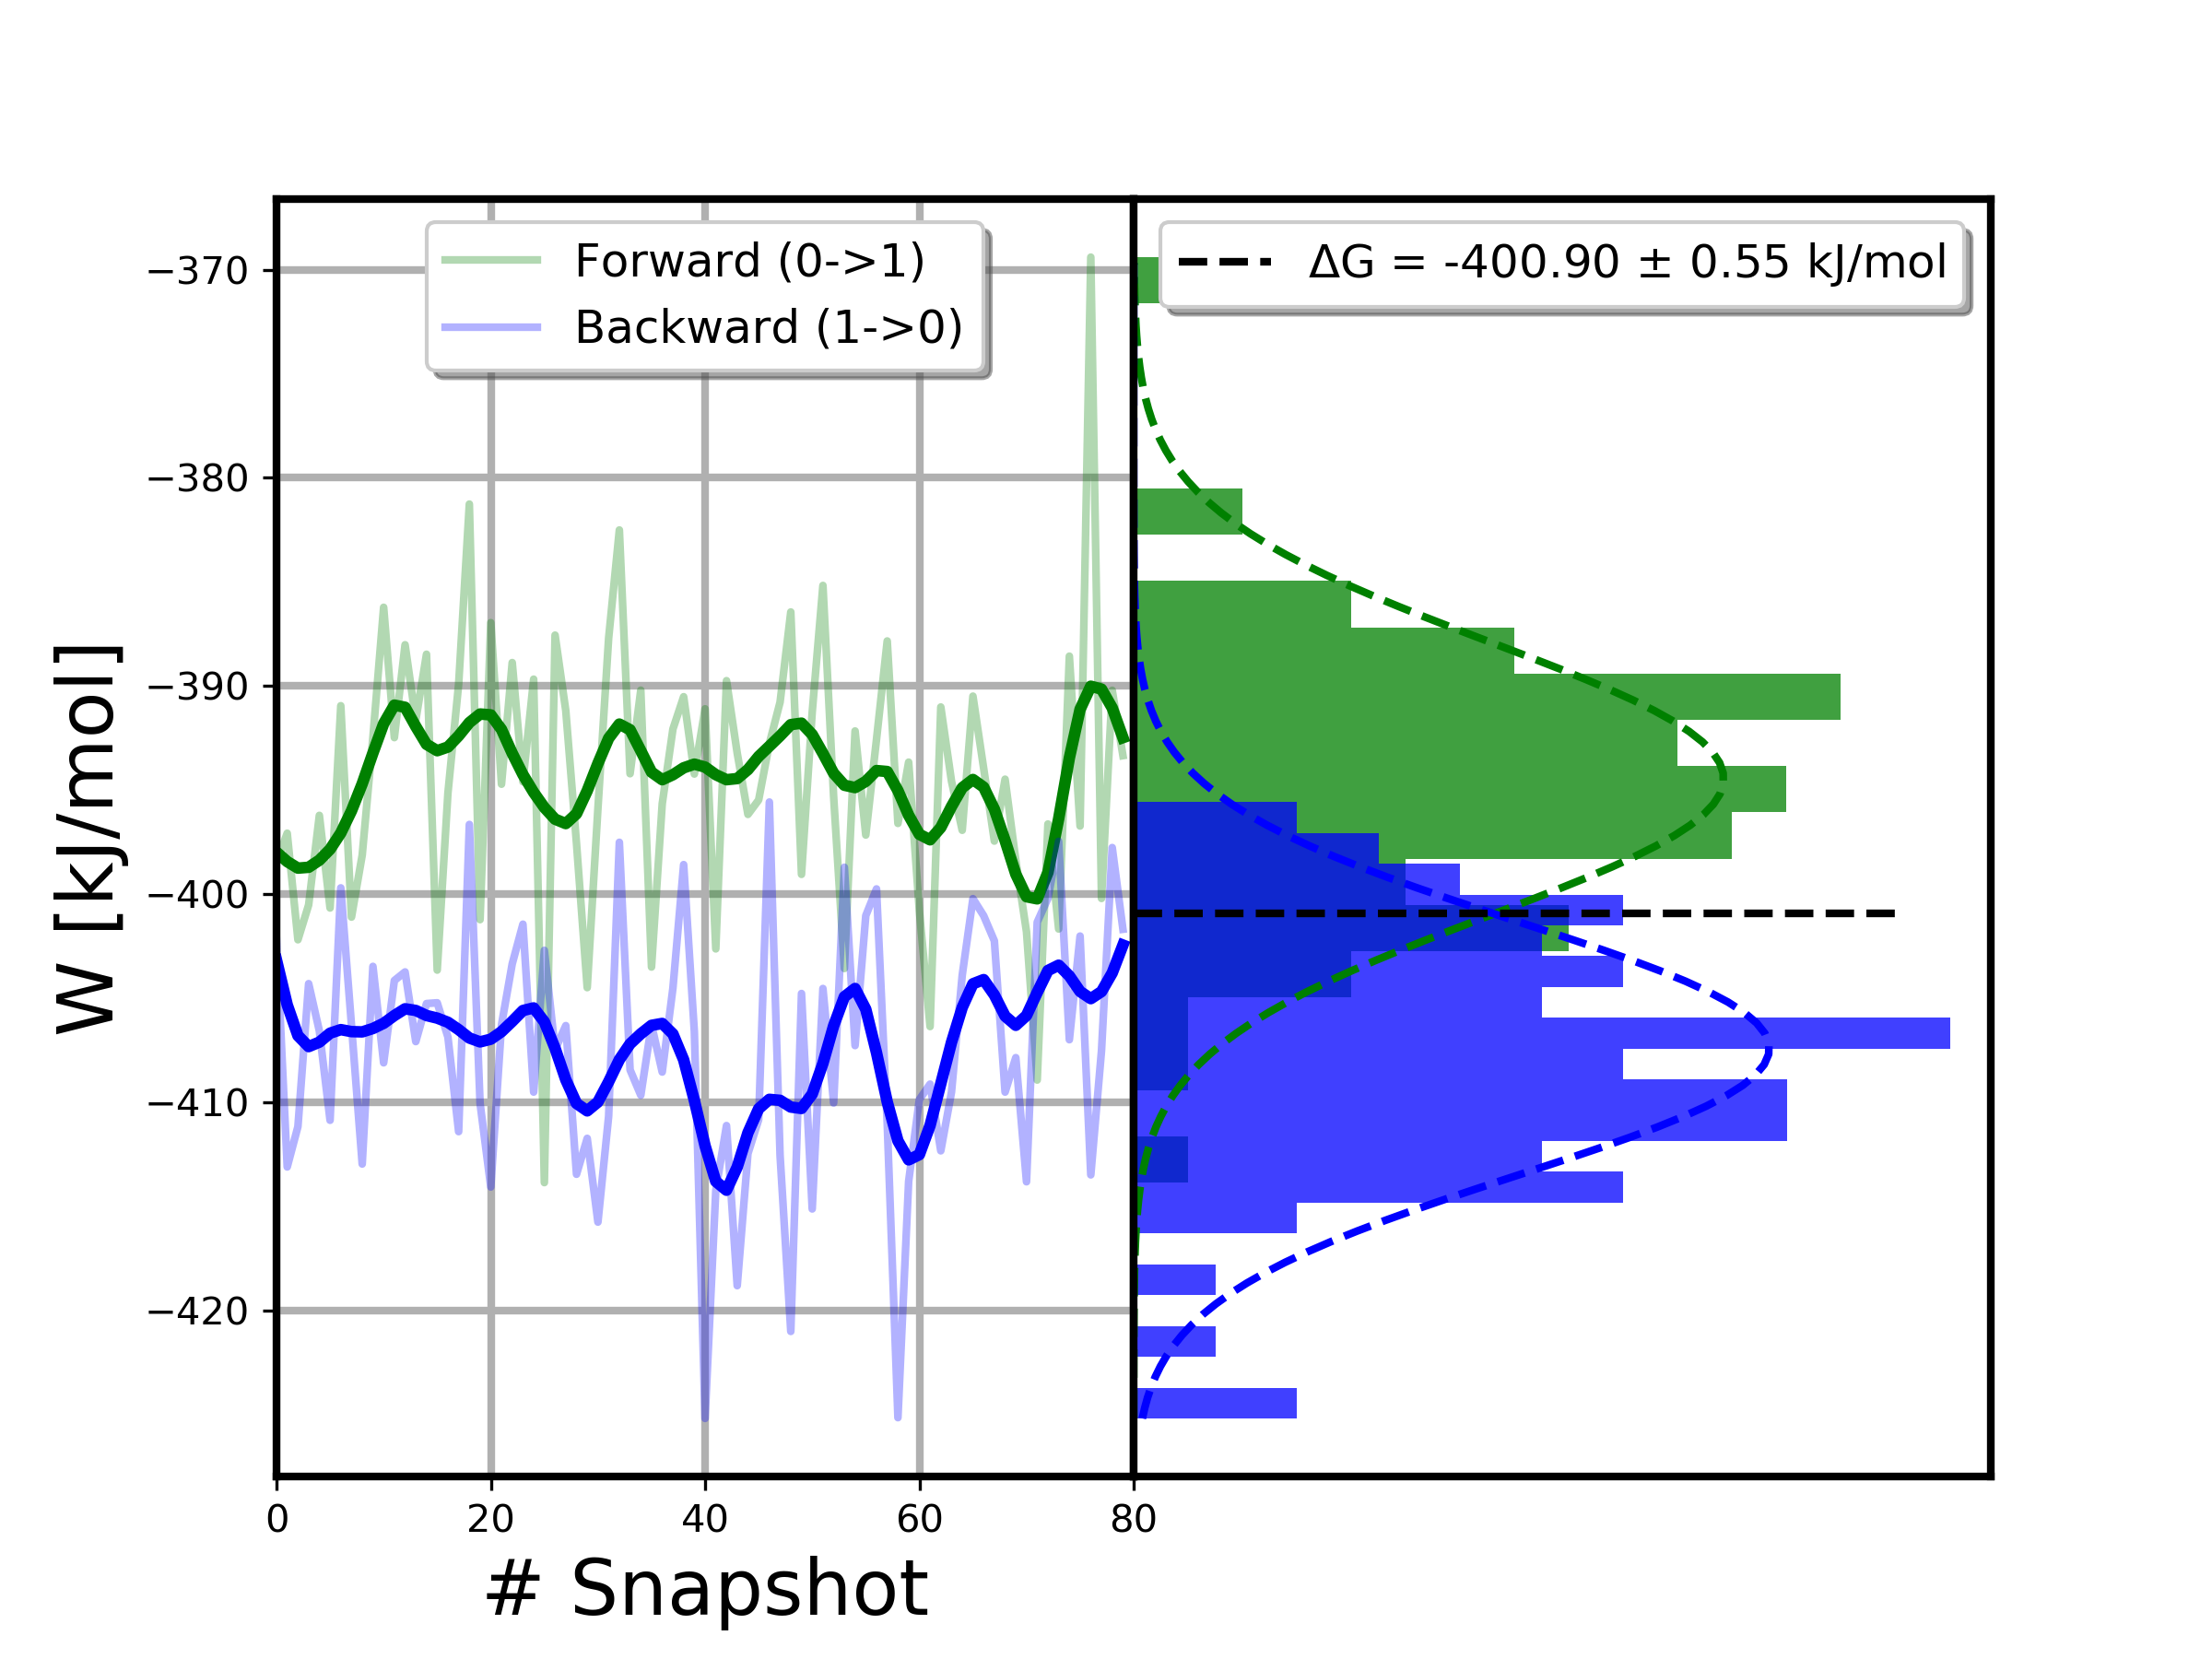 Forward (0->1)
Backward (1->0)
ΔG = -400.90 ± 0.55 kJ/mol
W [kJ/mol]
−370
−380
−390
−400
−410
−420
0 20 40 60 80
# Snapshot